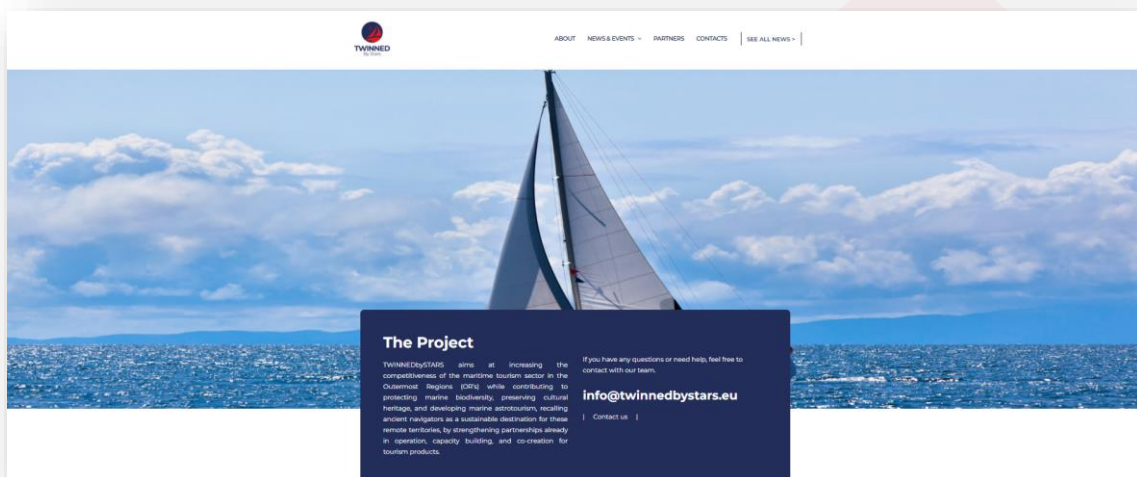 TWINNED
By Stars
ABOUT NEWS & EVENTS PARTNERS CONTACTS SEE ALL NEWS >
The Project
TWINNEDbySTARS aims at increasing the
competitiveness of the maritime tourism sector in the
Outermost Regions (OR's) while contributing to
protecting marine biodiversity, preserving cultural
heritage, and developing marine astrotourism, recalling
ancient navigators as a sustainable destination for these
remote territories, by strengthening partnerships already
in operation, capacity building, and co-creation for
tourism products.
If you have any questions or need help, feel free to
contact with our team.
info@twinnedbystars.eu
| Contact us |